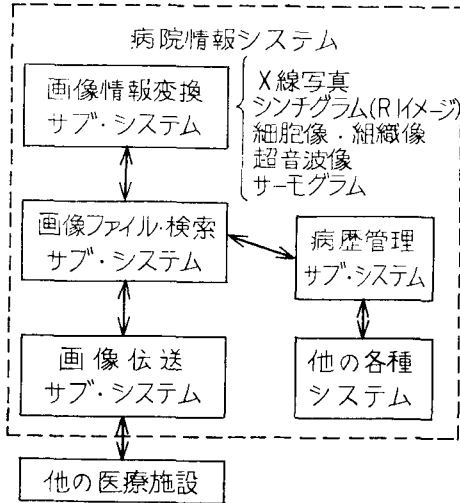 病院情報システム
画像情報変換
サブ・システム
X線写真
シンチグラム(RIイメージ)
細胞像・組織像
超音波像
サーモグラム
画像ファイル・検索
サブ・システム
病歴管理
サブ・システム
画像伝送
サブ・システム
他の各種
システム
他の医療施設